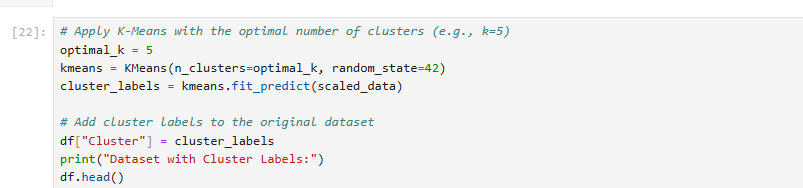 [22]: # Apply K-Means with the optimal number of clusters (e.g., k=5)
optimal_k = 5
kmeans = KMeans(n_clusters=optimal_k, random_state=42)
cluster_labels = kmeans.fit_predict(scaled_data)
# Add cluster labels to the original dataset
df["Cluster"] = cluster_labels
print("Dataset with Cluster Labels:")
df.head()